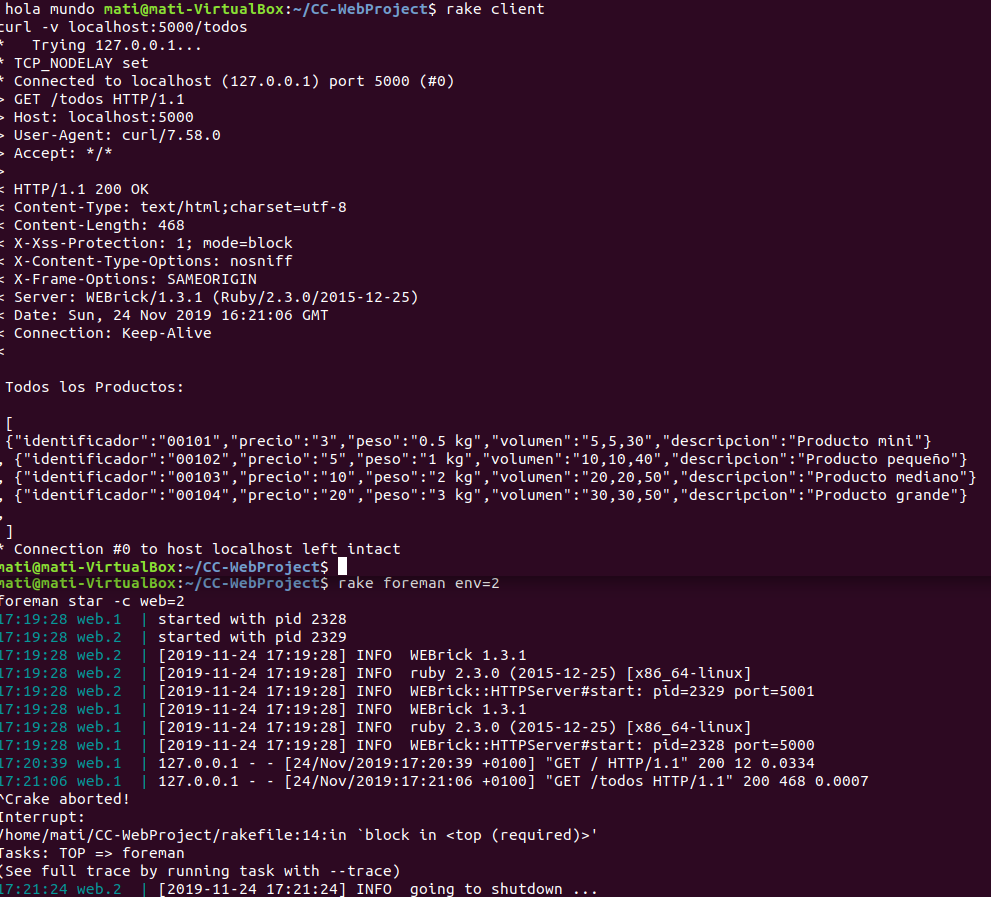 hola mundo mati@mati-VirtualBox:~/CC-WebProject$ rake client
curl -v localhost:5000/todos
*   Trying 127.0.0.1...
* TCP_NODELAY set
* Connected to localhost (127.0.0.1) port 5000 (#0)
> GET /todos HTTP/1.1
> Host: localhost:5000
> User-Agent: curl/7.58.0
> Accept: */*
>
< HTTP/1.1 200 OK
< Content-Type: text/html;charset=utf-8
< Content-Length: 468
< X-Xss-Protection: 1; mode=block
< X-Content-Type-Options: nosniff
< X-Frame-Options: SAMEORIGIN
< Server: WEBrick/1.3.1 (Ruby/2.3.0/2015-12-25)
< Date: Sun, 24 Nov 2019 16:21:06 GMT
< Connection: Keep-Alive
<
Todos los Productos:
[
{"identificador":"00101","precio":"3","peso":"0.5 kg","volumen":"5,5,30","descripcion":"Producto mini"}
, {"identificador":"00102","precio":"5","peso":"1 kg","volumen":"10,10,40","descripcion":"Producto pequeño"}
, {"identificador":"00103","precio":"10","peso":"2 kg","volumen":"20,20,50","descripcion":"Producto mediano"}
, {"identificador":"00104","precio":"20","peso":"3 kg","volumen":"30,30,50","descripcion":"Producto grande"}
,
]
* Connection #0 to host localhost left intact
mati@mati-VirtualBox:~/CC-WebProject$
mati@mati-VirtualBox:~/CC-WebProject$ rake foreman env=2
foreman star -c web=2
17:19:28 web.1  | started with pid 2328
17:19:28 web.2  | started with pid 2329
17:19:28 web.2  | [2019-11-24 17:19:28] INFO  WEBrick 1.3.1
17:19:28 web.2  | [2019-11-24 17:19:28] INFO  ruby 2.3.0 (2015-12-25) [x86_64-linux]
17:19:28 web.2  | [2019-11-24 17:19:28] INFO  WEBrick::HTTPServer#start: pid=2329 port=5001
17:19:28 web.1  | [2019-11-24 17:19:28] INFO  WEBrick 1.3.1
17:19:28 web.1  | [2019-11-24 17:19:28] INFO  ruby 2.3.0 (2015-12-25) [x86_64-linux]
17:19:28 web.1  | [2019-11-24 17:19:28] INFO  WEBrick::HTTPServer#start: pid=2328 port=5000
17:20:39 web.1  | 127.0.0.1 - - [24/Nov/2019:17:20:39 +0100] "GET / HTTP/1.1" 200 12 0.0334
17:21:06 web.1  | 127.0.0.1 - - [24/Nov/2019:17:21:06 +0100] "GET /todos HTTP/1.1" 200 468 0.0007
^Crake aborted!
Interrupt:
/home/mati/CC-WebProject/rakefile:14:in `block in <top (required)>'
Tasks: TOP => foreman
(See full trace by running task with --trace)
17:21:24 web.2  | [2019-11-24 17:21:24] INFO  going to shutdown ...